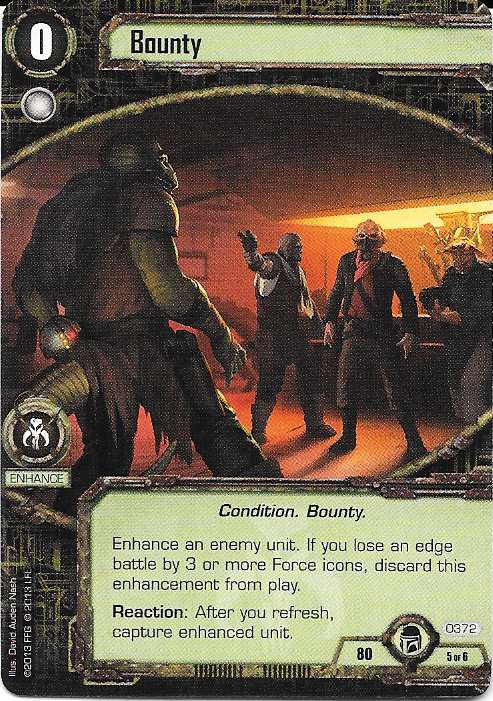 0
Bounty
ENHANCE
Condition. Bounty.
Enhance an enemy unit. If you lose an edge
battle by 3 or more Force icons, discard this
enhancement from play.
Reaction: After you refresh,
capture enhanced unit.
0372
80
5 of 6
Illus. David Auden Nash
©2013 FFG © 2013 LFL